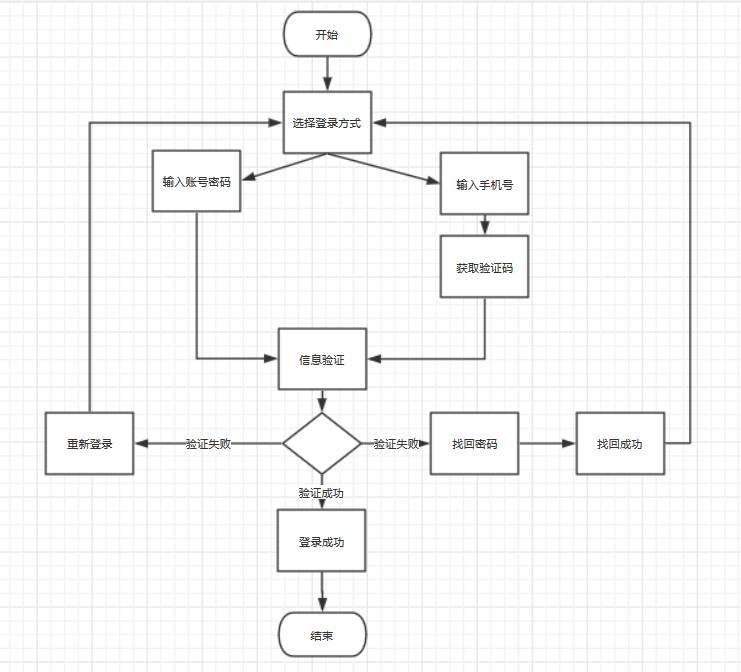 开始
选择登录方式
输入账号密码
输入手机号
获取验证码
信息验证
重新登录
验证失败
验证失败
找回密码
找回成功
验证成功
登录成功
结束